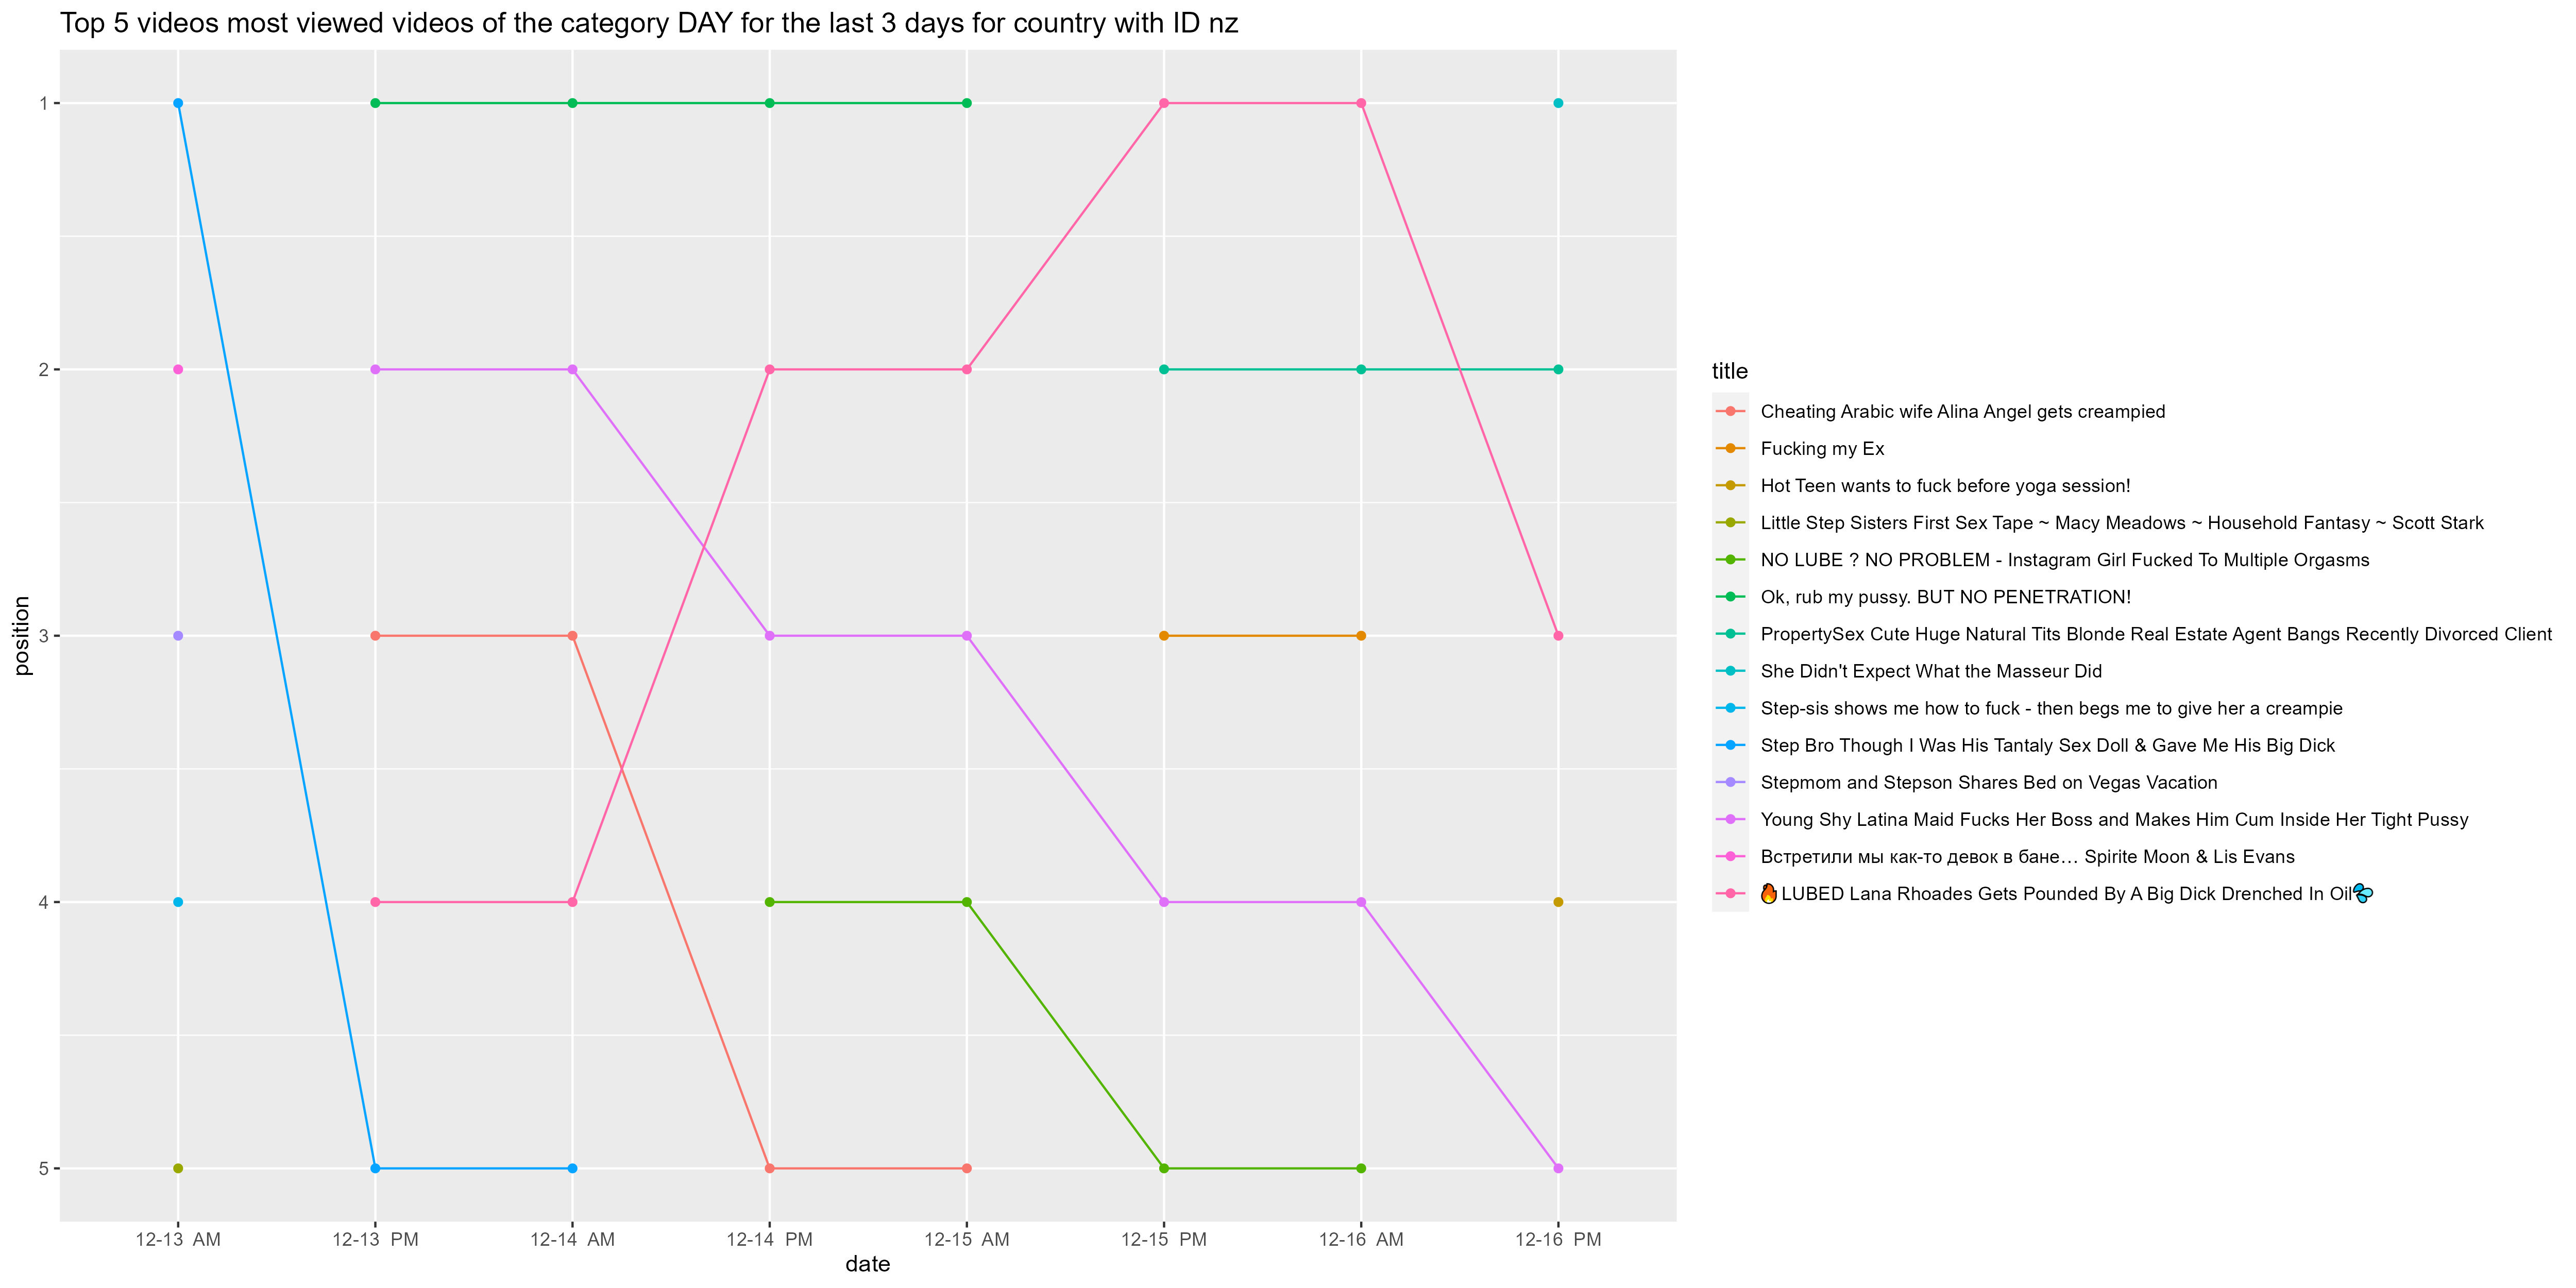 Top 5 videos most viewed videos of the category DAY for the last 3 days for country with ID nz
position
1
2
3
4
5
12-13 AM
12-13 PM
12-14 AM
12-14 PM
12-15 AM
12-15 PM
12-16 AM
12-16 PM
date
title
Cheating Arabic wife Alina Angel gets creampied
Fucking my Ex
Hot Teen wants to fuck before yoga session!
Little Step Sisters First Sex Tape ~ Macy Meadows ~ Household Fantasy ~ Scott Stark
NO LUBE ? NO PROBLEM - Instagram Girl Fucked To Multiple Orgasms
Ok, rub my pussy. BUT NO PENETRATION!
PropertySex Cute Huge Natural Tits Blonde Real Estate Agent Bangs Recently Divorced Client
She Didn't Expect What the Masseur Did
Step-sis shows me how to fuck - then begs me to give her a creampie
Step Bro Though I Was His Tantaly Sex Doll & Gave Me His Big Dick
Stepmom and Stepson Shares Bed on Vegas Vacation
Young Shy Latina Maid Fucks Her Boss and Makes Him Cum Inside Her Tight Pussy
Встретили мы как-то девок в бане… Spirite Moon & Lis Evans
🔥LUBED Lana Rhoades Gets Pounded By A Big Dick Drenched In Oil💦